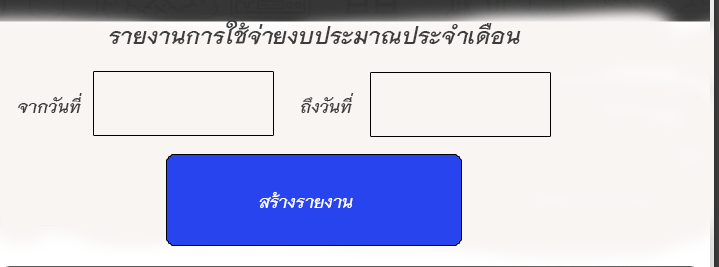 รายงานการใช้จ่ายงบประมาณประจำเดือน
จากวันที่ ถึงวันที่
สร้างรายงาน